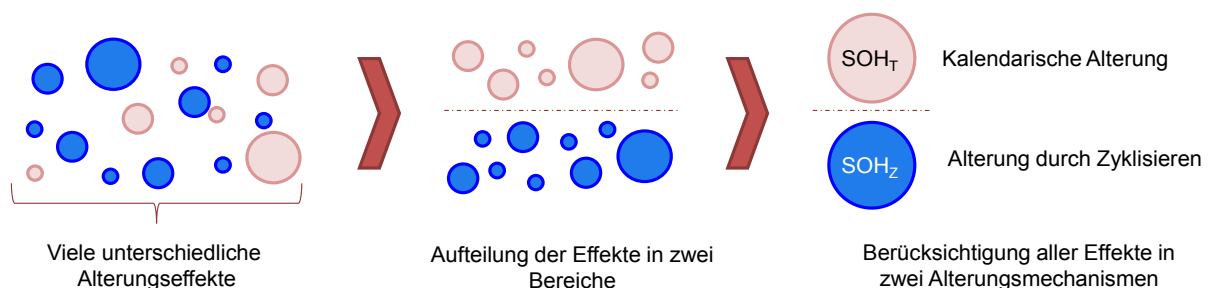 SOH_T
Kalendarische Alterung
SOH_Z
Alterung durch Zyklisieren
Viele unterschiedliche
Alterungseffekte
Aufteilung der Effekte in zwei
Bereiche
Berücksichtigung aller Effekte in
zwei Alterungsmechanismen